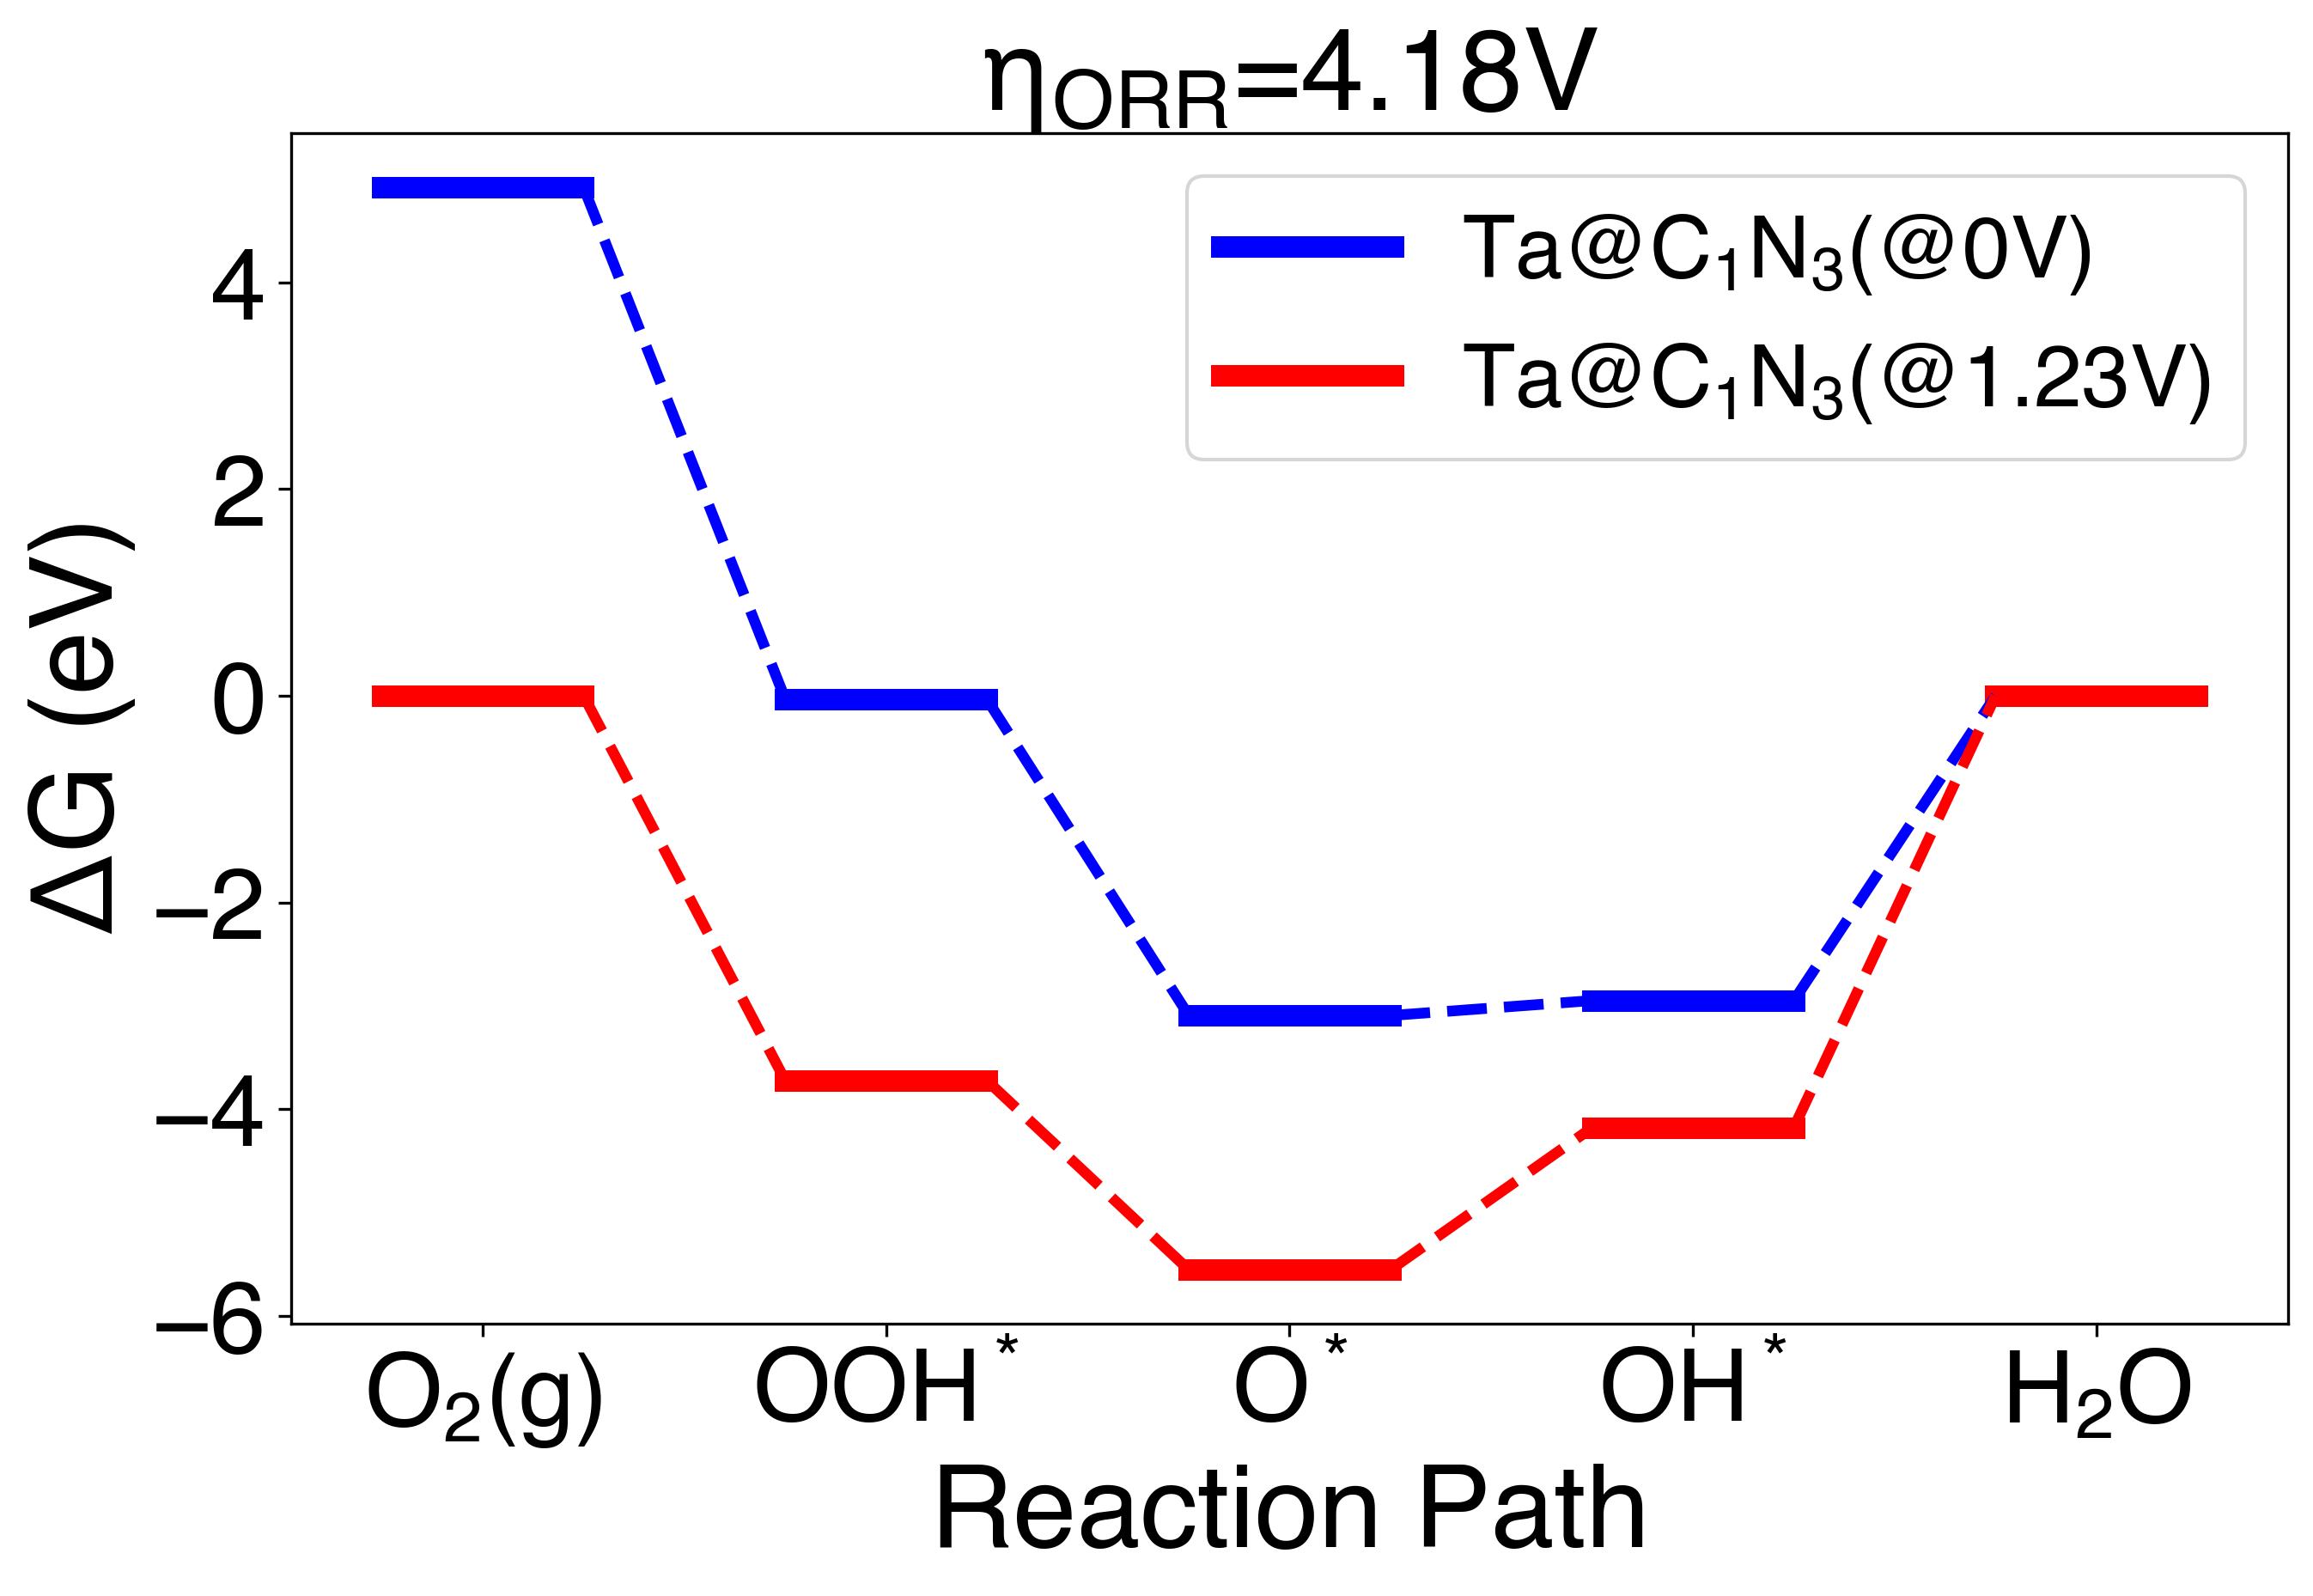 η_ORR=4.18V
Ta@C₁N₃(@0V)
Ta@C₁N₃(@1.23V)
ΔG (eV)
4
2
0
−2
−4
−6
O₂(g) OOH* O* OH* H₂O
Reaction Path